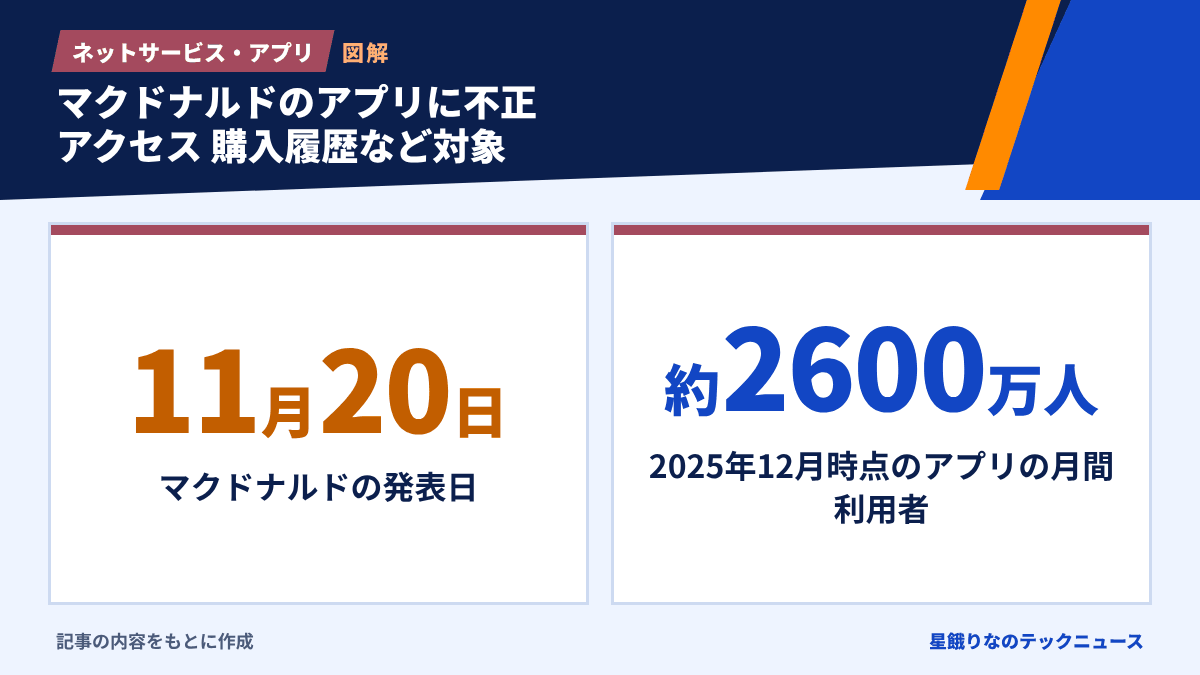 ネットサービス・アプリ 図解
マクドナルドのアプリに不正
アクセス 購入履歴など対象
11月20日
マクドナルドの発表日
約2600万人
2025年12月時点のアプリの月間
利用者
記事の内容をもとに作成
星餓りなのテックニュース